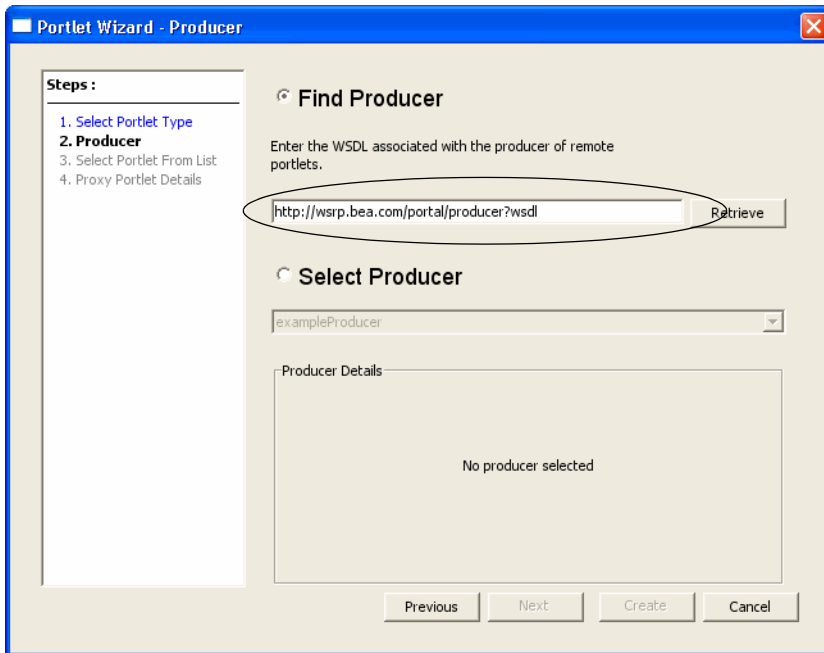 Portlet Wizard - Producer
Steps :
1. Select Portlet Type
2. Producer
3. Select Portlet From List
4. Proxy Portlet Details
Find Producer
Enter the WSDL associated with the producer of remote
portlets.
http://wsrp.bea.com/portal/producer?wsdl
Retrieve
Select Producer
exampleProducer
Producer Details
No producer selected
Previous
Next
Create
Cancel